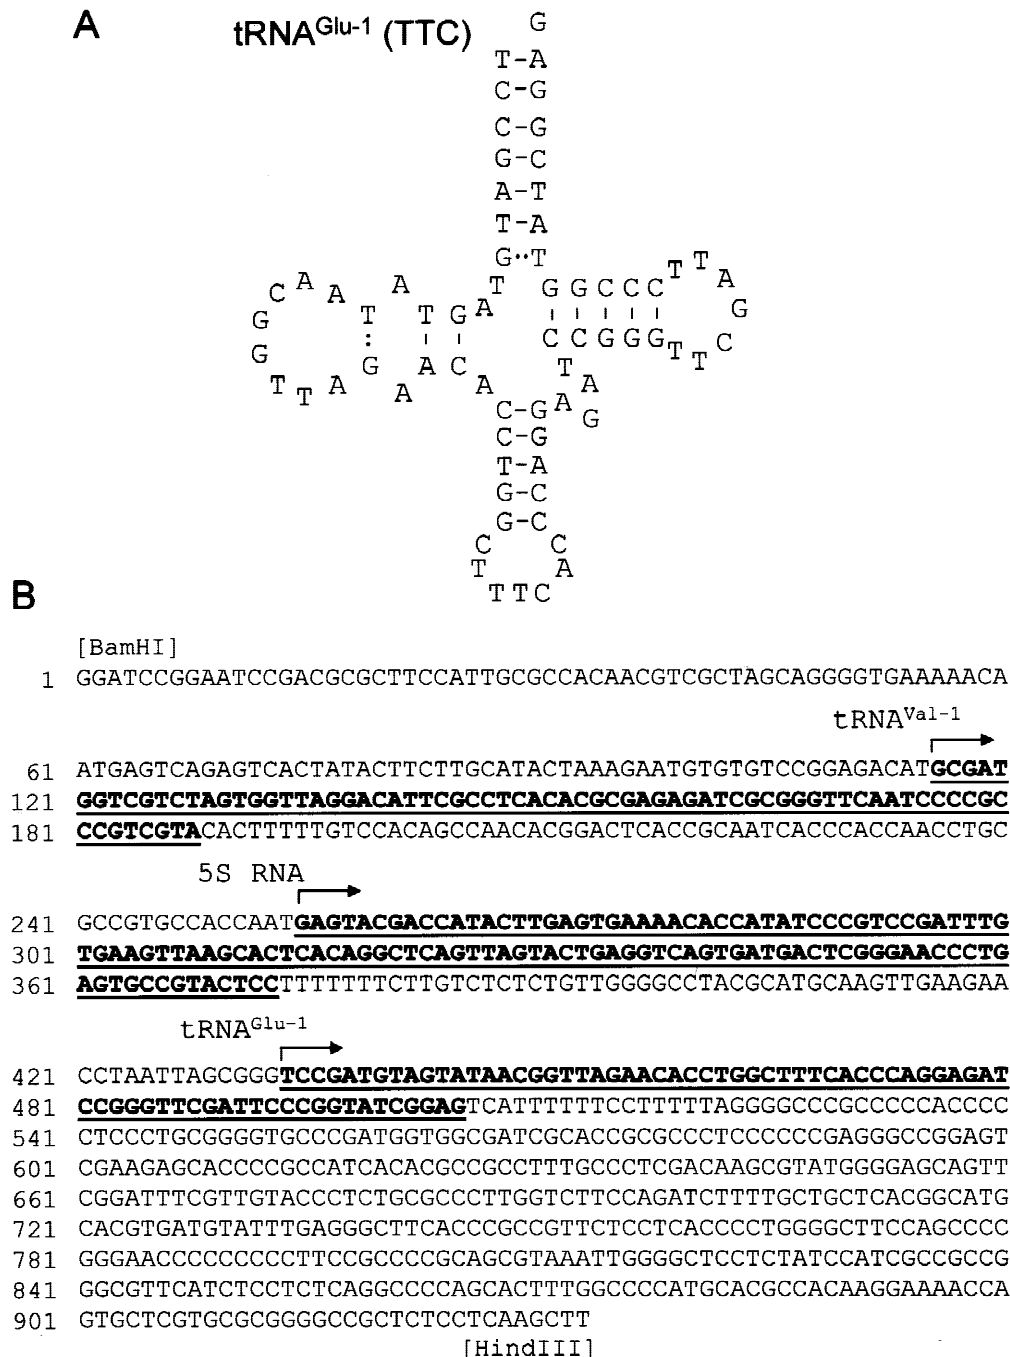 A
tRNAGlu-1 (TTC)
G
T-A
C-G
C-G
G-C
A-T
T-A
G··T
C A A T A T G A T
G G C C C T T A G C T T
G G T T A G A A C A
C C G G G T A G A
C-G
C-G
T-A
G-C
G-C
C C
T A
T T C
B
[BamHI]
1 GGATCCGGAATCCGACGCGCTTCCATTGCGCCACAACGTCGCTAGCAGGGGTGAAAAACA
tRNAVal-1
61 ATGAGTCAGAGTCACTATACTTCTTGCATACTAAAGAATGTGTGTCCGGAGACATGCGAT
121 GGTCGTCTAGTGGTTAGGACATTCGCCTCACACGCGAGAGATCGCGGGTTCAATCCCCGC
181 CCGTCGTACACTTTTTGTCCACAGCCAACACGGACTCACCGCAATCACCCACCAACCTGC
5S RNA
241 GCCGTGCCACCAATGAGTACGACCATACTTGAGTGAAAACACCATATCCCGTCCGATTTG
301 TGAAGTTAAGCACTCACAGGCTCAGTTAGTACTGAGGTCAGTGATGACTCGGGAACCCTG
361 AGTGCCGTACTCCTTTTTTTCTTGTCTCTCTGTTGGGGCCTACGCATGCAAGTTGAAGAA
tRNAGlu-1
421 CCTAATTAGCGGGTCCGATGTAGTATAACGGTTAGAACACCTGGCTTTCACCCAGGAGAT
481 CCGGGTTCGATTCCCGGTATCGGAGTCATTTTTTCCTTTTTAGGGGCCCGCCCCCACCCC
541 CTCCCTGCGGGGTGCCCGATGGTGGCGATCGCACCGCGCCCTCCCCCCGAGGGCCGGAGT
601 CGAAGAGCACCCCGCCATCACACGCCGCCTTTGCCCTCGACAAGCGTATGGGGAGCAGTT
661 CGGATTTCGTTGTACCCTCTGCGCCCTTGGTCTTCCAGATCTTTTGCTGCTCACGGCATG
721 CACGTGATGTATTTGAGGGCTTCACCCGCCGTTCTCCTCACCCCTGGGGCTTCCAGCCCC
781 GGGAACCCCCCCCCTTCCGCCCCGCAGCGTAAATTGGGGCTCCTCTATCCATCGCCGCCG
841 GGCGTTCATCTCCTCTCAGGCCCCAGCACTTTGGCCCCATGCACGCCACAAGGAAAACCA
901 GTGCTCGTGCGCGGGGCCGCTCTCCTCAAGCTT
[HindIII]